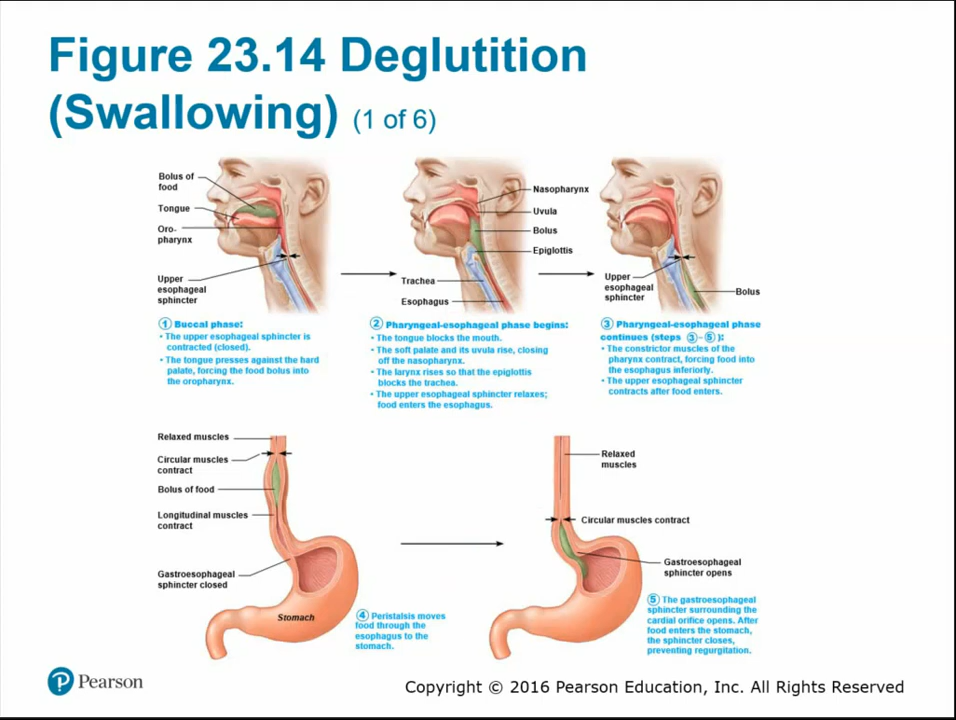 Figure 23.14 Deglutition
(Swallowing) (1 of 6)
Bolus of
food
Tongue
Oro-
pharynx
Upper
esophageal
sphincter
Nasopharynx
Uvula
Bolus
Epiglottis
Trachea
Esophagus
Upper
esophageal
sphincter
Bolus
1 Buccal phase:
• The upper esophageal sphincter is
contracted (closed).
• The tongue presses against the hard
palate, forcing the food bolus into
the oropharynx.
2 Pharyngeal-esophageal phase begins:
• The tongue blocks the mouth.
• The soft palate and its uvula rise, closing
off the nasopharynx.
• The larynx rises so that the epiglottis
blocks the trachea.
• The upper esophageal sphincter relaxes;
food enters the esophagus.
3 Pharyngeal-esophageal phase
continues (steps 3–5):
• The constrictor muscles of the
pharynx contract, forcing food into
the esophagus inferiorly.
• The upper esophageal sphincter
contracts after food enters.
Relaxed muscles
Circular muscles
contract
Bolus of food
Longitudinal muscles
contract
Gastroesophageal
sphincter closed
Stomach
4 Peristalsis moves
food through the
esophagus to the
stomach.
Relaxed
muscles
Circular muscles contract
Gastroesophageal
sphincter opens
5 The gastroesophageal
sphincter surrounding the
cardial orifice opens. After
food enters the stomach,
the sphincter closes,
preventing regurgitation.
P Pearson
Copyright © 2016 Pearson Education, Inc. All Rights Reserved